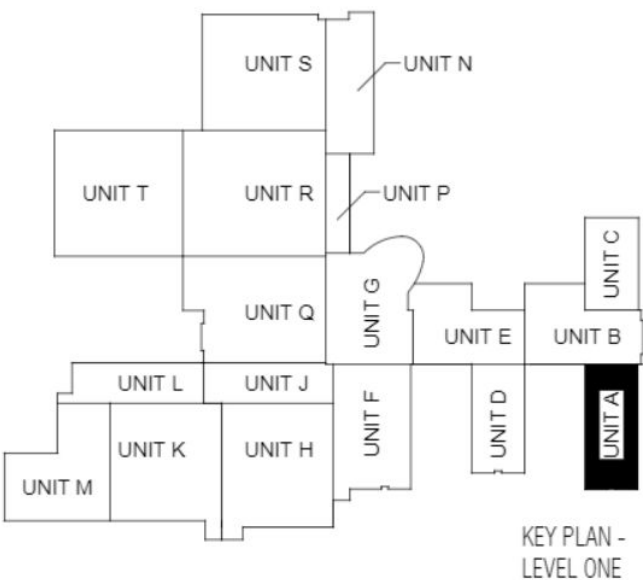 UNIT S
UNIT N
UNIT T
UNIT R
UNIT P
UNIT C
UNIT G
UNIT Q
UNIT E
UNIT B
UNIT L
UNIT J
UNIT F
UNIT D
UNIT A
UNIT K
UNIT H
UNIT M
KEY PLAN -
LEVEL ONE